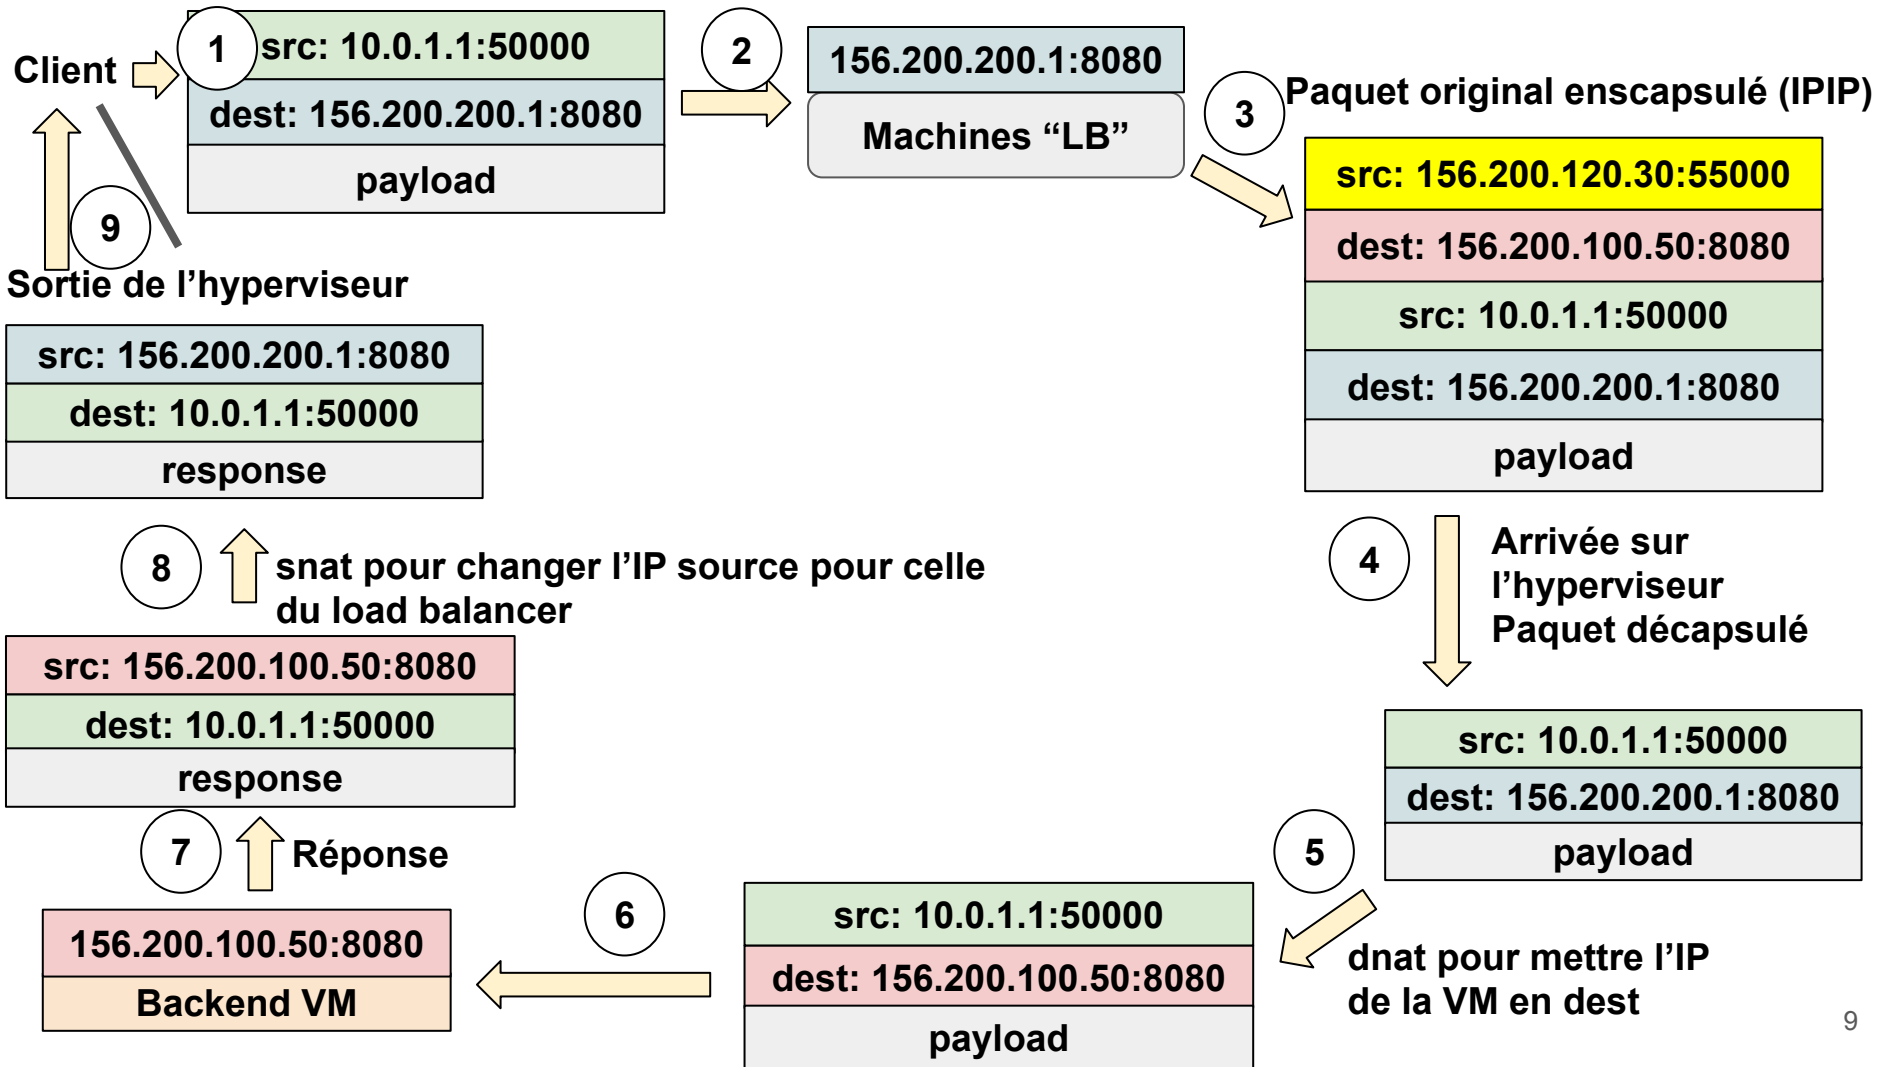 Client
1
src: 10.0.1.1:50000
dest: 156.200.200.1:8080
payload
2
156.200.200.1:8080
Machines “LB”
3
Paquet original enscapsulé (IPIP)
src: 156.200.120.30:55000
dest: 156.200.100.50:8080
src: 10.0.1.1:50000
dest: 156.200.200.1:8080
payload
4
Arrivée sur
l’hyperviseur
Paquet décapsulé
src: 10.0.1.1:50000
dest: 156.200.200.1:8080
payload
5
dnat pour mettre l’IP
de la VM en dest
src: 10.0.1.1:50000
dest: 156.200.100.50:8080
payload
6
156.200.100.50:8080
Backend VM
7
Réponse
src: 156.200.100.50:8080
dest: 10.0.1.1:50000
response
8
snat pour changer l’IP source pour celle
du load balancer
src: 156.200.200.1:8080
dest: 10.0.1.1:50000
response
Sortie de l’hyperviseur
9
9